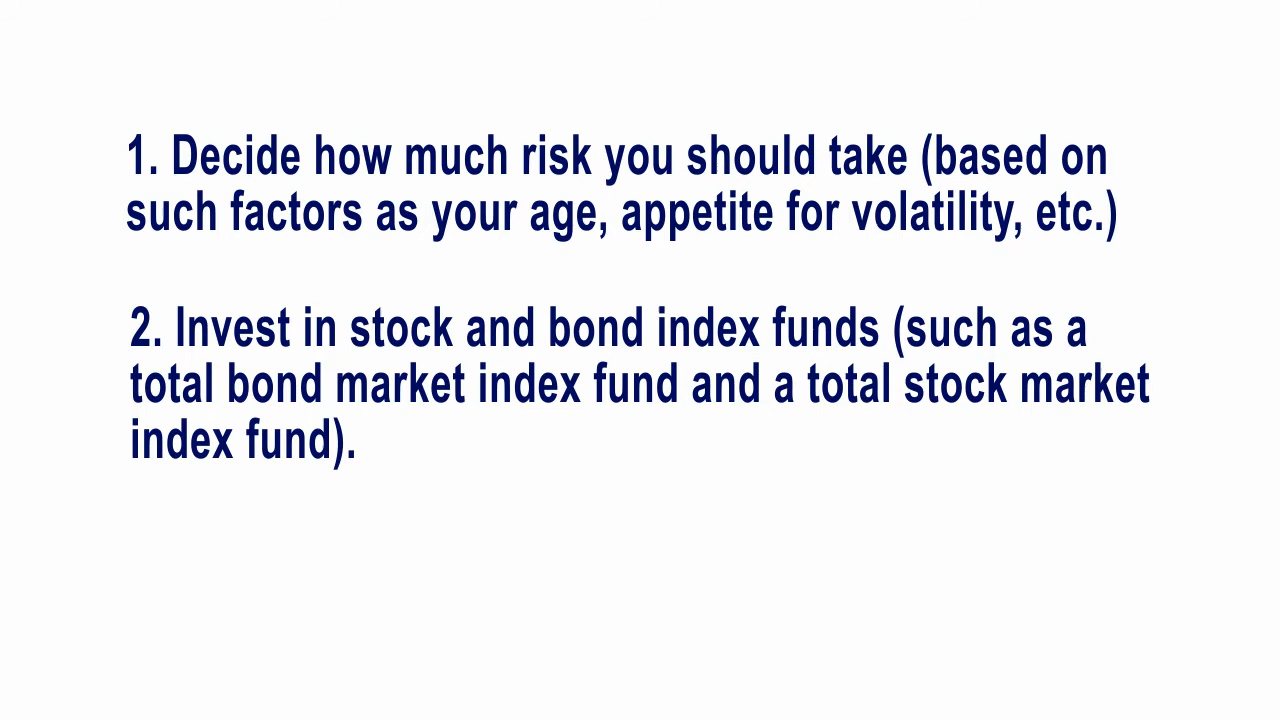 1. Decide how much risk you should take (based on
such factors as your age, appetite for volatility, etc.)
2. Invest in stock and bond index funds (such as a
total bond market index fund and a total stock market
index fund).